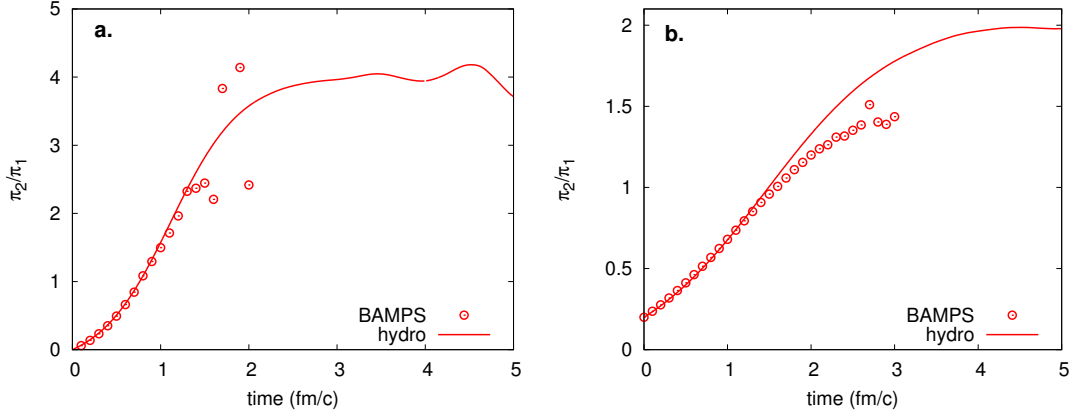 a.
5
4
3
2
1
0
π2/π1
0 1 2 3 4 5
time (fm/c)
BAMPS
hydro
b.
2
1.5
1
0.5
0
π2/π1
0 1 2 3 4 5
time (fm/c)
BAMPS
hydro